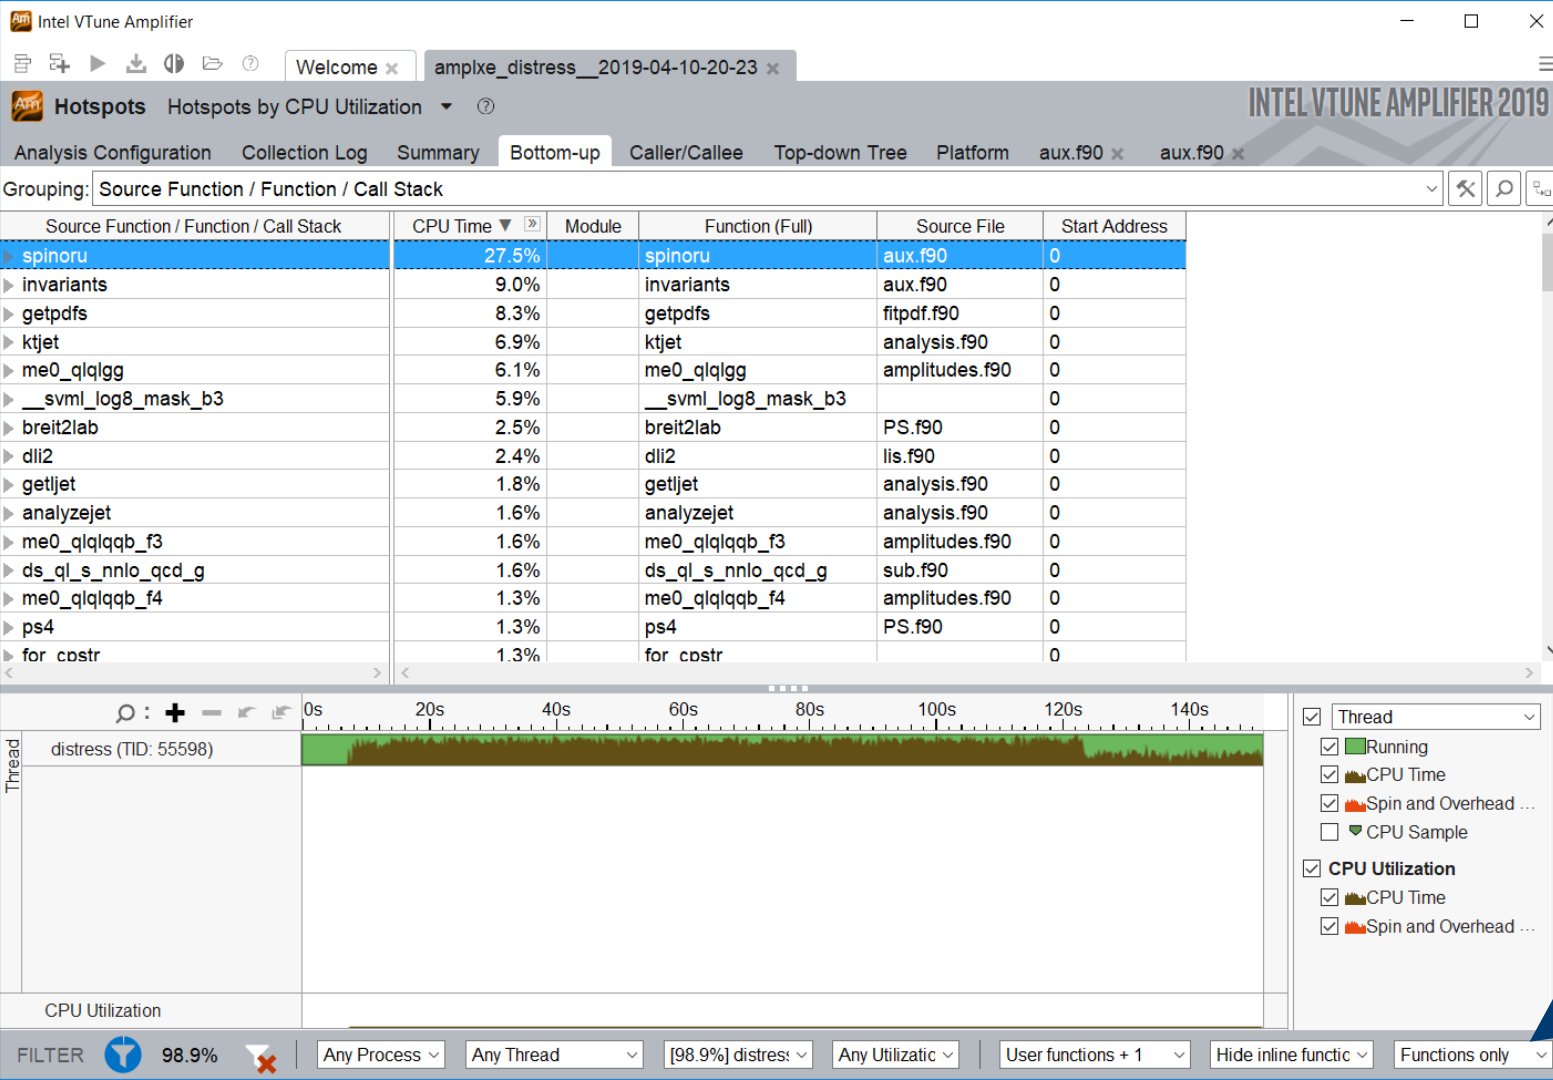 Am Intel VTune Amplifier
Welcome amplxe_distress__2019-04-10-20-23
Am Hotspots Hotspots by CPU Utilization INTEL VTUNE AMPLIFIER 2019
Analysis Configuration Collection Log Summary Bottom-up Caller/Callee Top-down Tree Platform aux.f90 aux.f90
Grouping: Source Function / Function / Call Stack
Source Function / Function / Call Stack CPU Time Module Function (Full) Source File Start Address
spinoru 27.5% spinoru aux.f90 0
invariants 9.0% invariants aux.f90 0
getpdfs 8.3% getpdfs fitpdf.f90 0
ktjet 6.9% ktjet analysis.f90 0
me0_qlqlgg 6.1% me0_qlqlgg amplitudes.f90 0
__svml_log8_mask_b3 5.9% __svml_log8_mask_b3 0
breit2lab 2.5% breit2lab PS.f90 0
dli2 2.4% dli2 lis.f90 0
getljet 1.8% getljet analysis.f90 0
analyzejet 1.6% analyzejet analysis.f90 0
me0_qlqlqqb_f3 1.6% me0_qlqlqqb_f3 amplitudes.f90 0
ds_ql_s_nnlo_qcd_g 1.6% ds_ql_s_nnlo_qcd_g sub.f90 0
me0_qlqlqqb_f4 1.3% me0_qlqlqqb_f4 amplitudes.f90 0
ps4 1.3% ps4 PS.f90 0
for_cpstr 1.3% for_cpstr 0
0s 20s 40s 60s 80s 100s 120s 140s
Thread
distress (TID: 55598)
CPU Utilization
Thread
Running
CPU Time
Spin and Overhead ...
CPU Sample
CPU Utilization
CPU Time
Spin and Overhead ...
FILTER 98.9% Any Process Any Thread [98.9%] distress Any Utilizatic User functions + 1 Hide inline functic Functions only